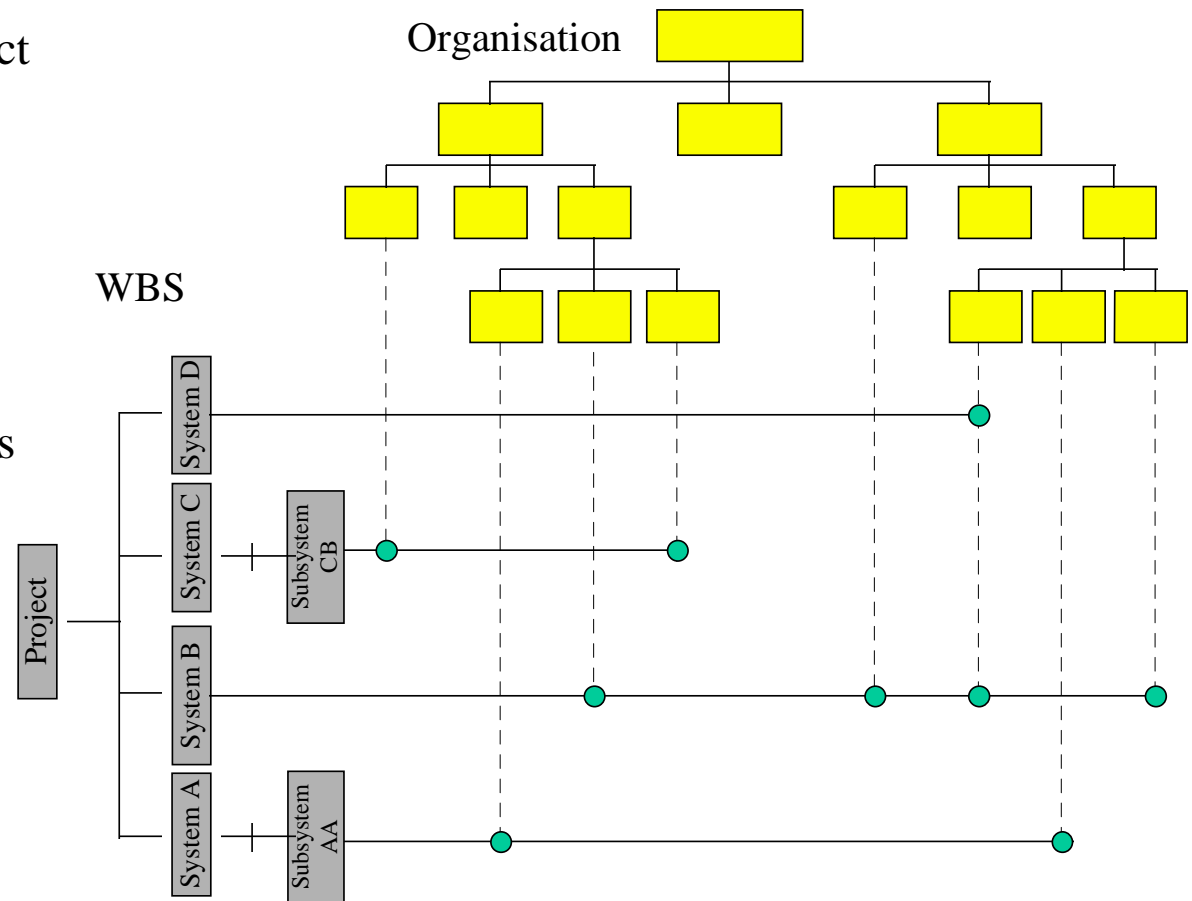 ct
Organisation
WBS
s
Project
System D
System C
Subsystem
CB
System B
System A
Subsystem
AA